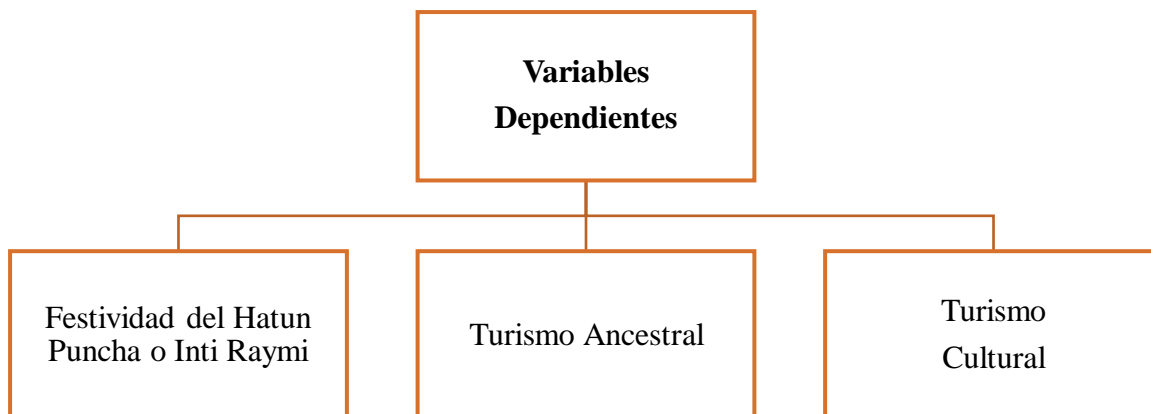 Variables
Dependientes
Festividad del Hatun
Puncha o Inti Raymi
Turismo Ancestral
Turismo
Cultural